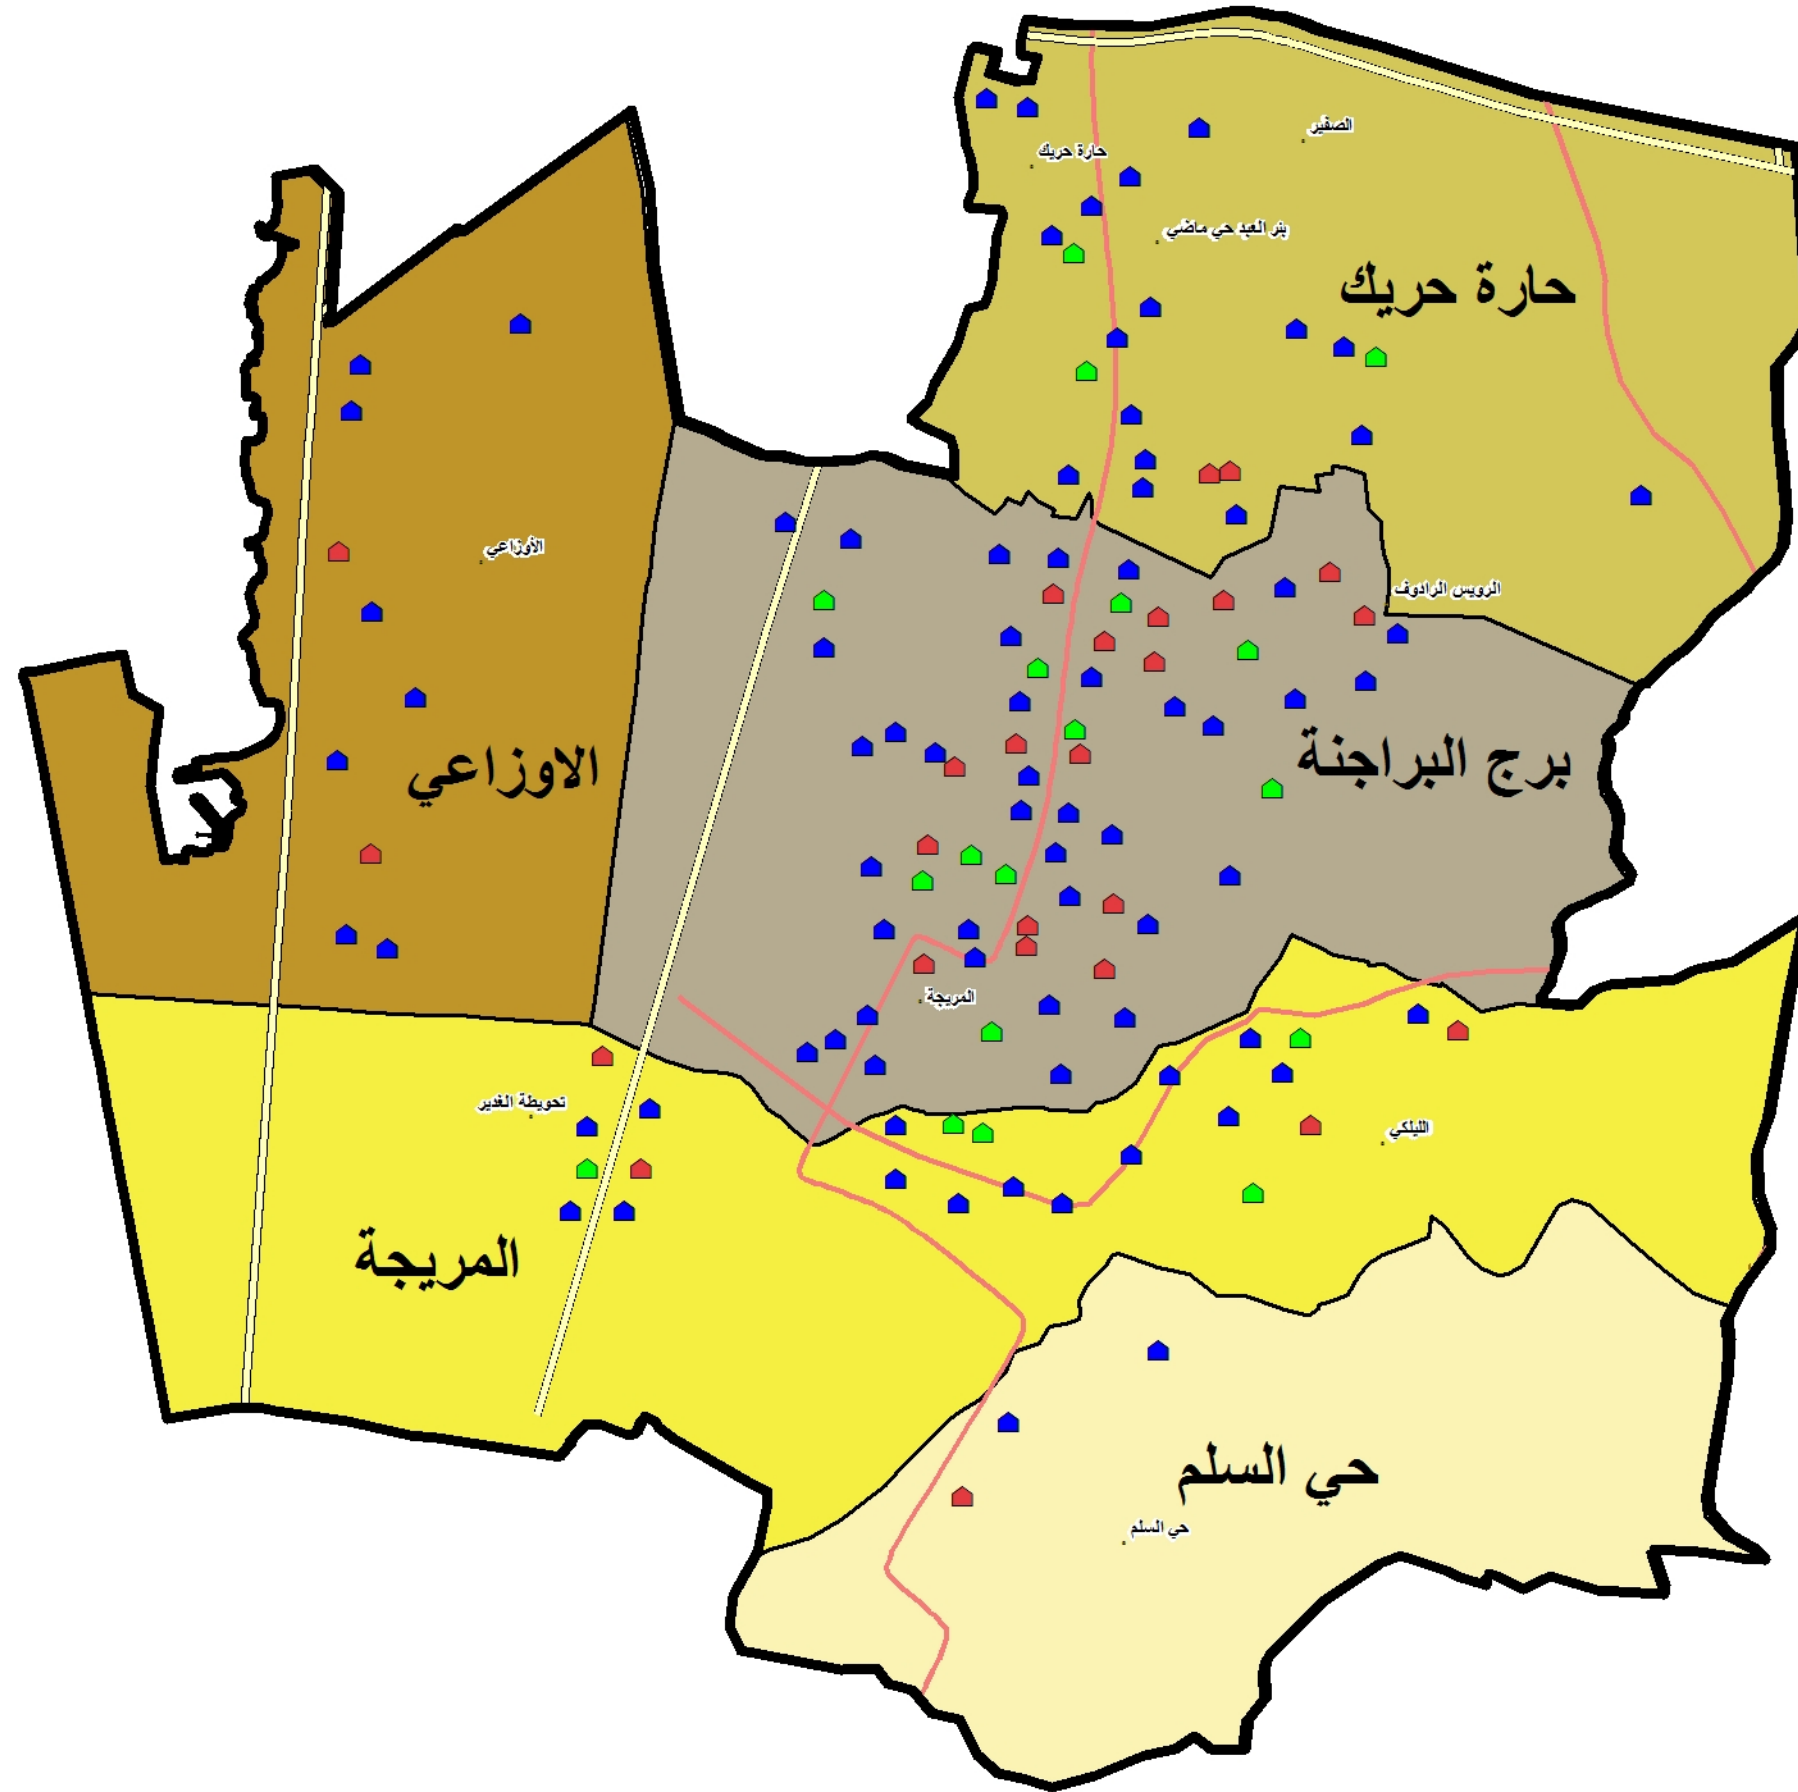 الصفير
حارة حريك
بئر العبد حي ماضي
حارة حريك
الأوزاعي
الرويس الرادوف
برج البراجنة
الاوزاعي
المريجة
تحويطة الغدير
الليلكي
المريجة
حي السلم
حي السلم